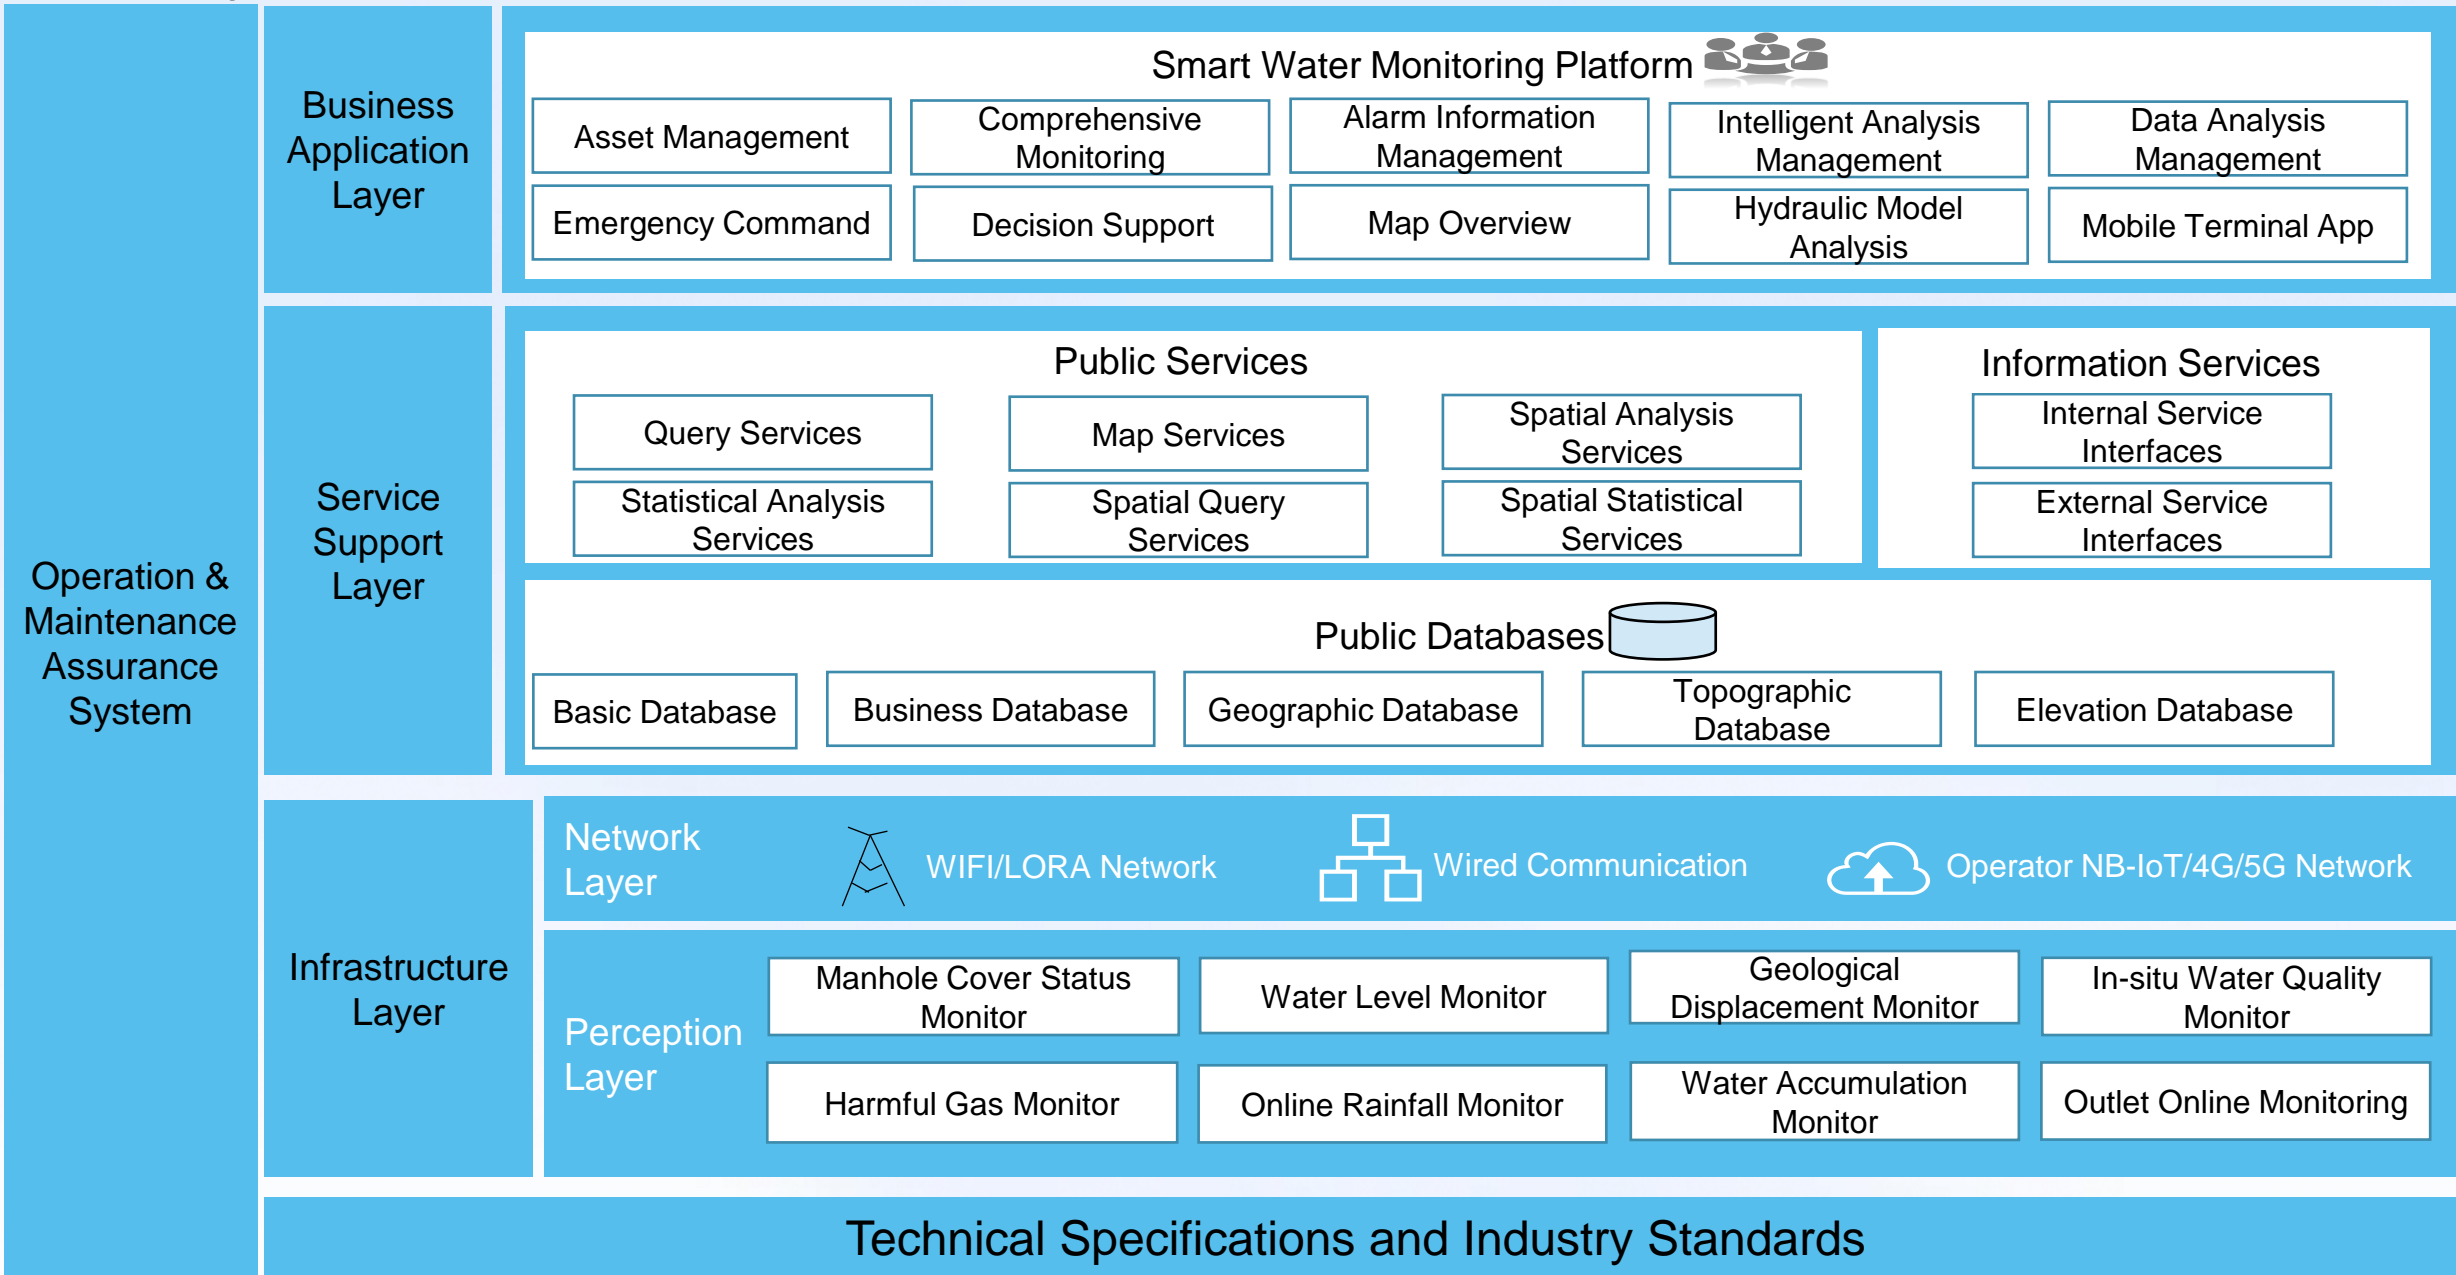 Operation &
Maintenance
Assurance
System
Business
Application
Layer
Smart Water Monitoring Platform
Asset Management
Comprehensive
Monitoring
Alarm Information
Management
Intelligent Analysis
Management
Data Analysis
Management
Emergency Command
Decision Support
Map Overview
Hydraulic Model
Analysis
Mobile Terminal App
Service
Support
Layer
Public Services
Query Services
Map Services
Spatial Analysis
Services
Statistical Analysis
Services
Spatial Query
Services
Spatial Statistical
Services
Information Services
Internal Service
Interfaces
External Service
Interfaces
Public Databases
Basic Database
Business Database
Geographic Database
Topographic
Database
Elevation Database
Infrastructure
Layer
Network
Layer
WIFI/LORA Network
Wired Communication
Operator NB-IoT/4G/5G Network
Perception
Layer
Manhole Cover Status
Monitor
Water Level Monitor
Geological
Displacement Monitor
In-situ Water Quality
Monitor
Harmful Gas Monitor
Online Rainfall Monitor
Water Accumulation
Monitor
Outlet Online Monitoring
Technical Specifications and Industry Standards